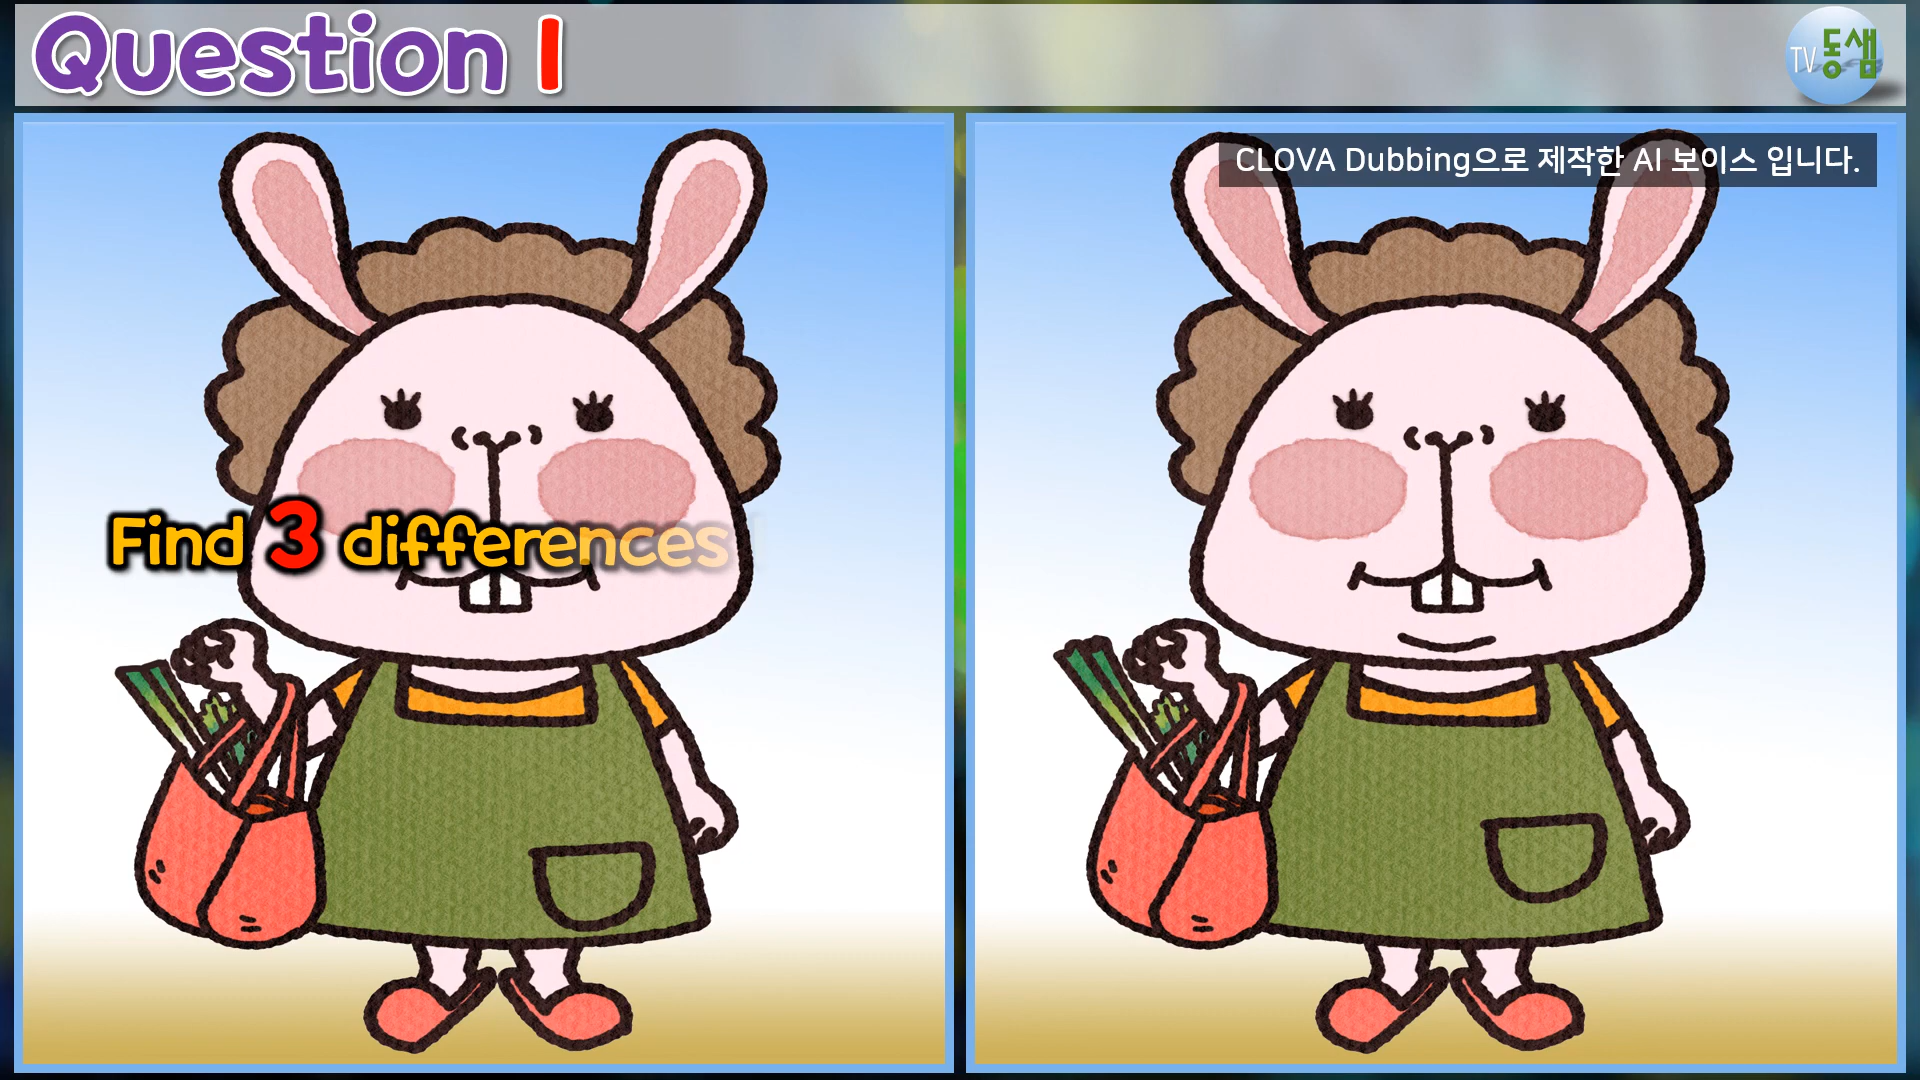 Question 1
TV 동샘
CLOVA Dubbing으로 제작한 AI 보이스 입니다.
Find 3 differences